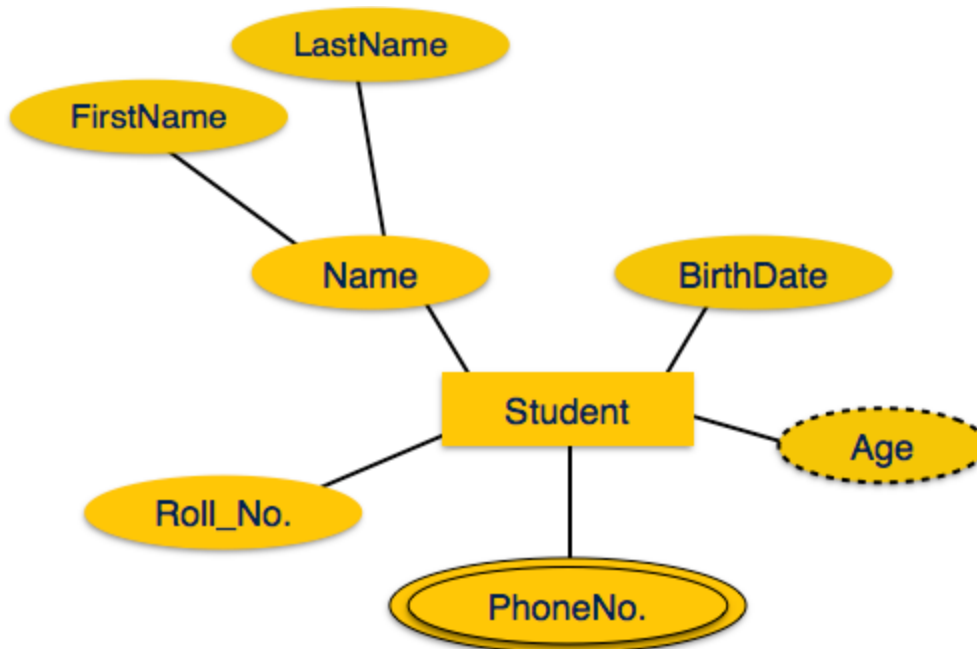 LastName
FirstName
Name
BirthDate
Student
Age
Roll_No.
PhoneNo.